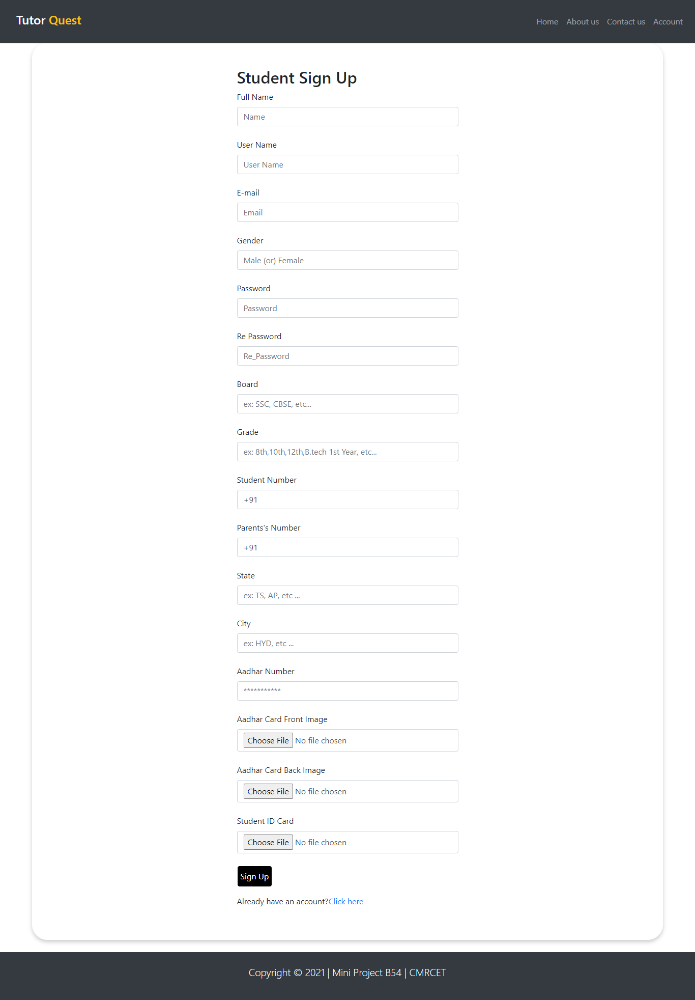 Tutor Quest
Home About us Contact us Account
Student Sign Up
Full Name
Name
User Name
User Name
E-mail
Email
Gender
Male (or) Female
Password
Password
Re Password
Re_Password
Board
ex: SSC, CBSE, etc...
Grade
ex: 8th,10th,12th,B.tech 1st Year, etc...
Student Number
+91
Parents's Number
+91
State
ex: TS, AP, etc ...
City
ex: HYD, etc ...
Aadhar Number
***********
Aadhar Card Front Image
Choose File No file chosen
Aadhar Card Back Image
Choose File No file chosen
Student ID Card
Choose File No file chosen
Sign Up
Already have an account?Click here
Copyright © 2021 | Mini Project B54 | CMRCET